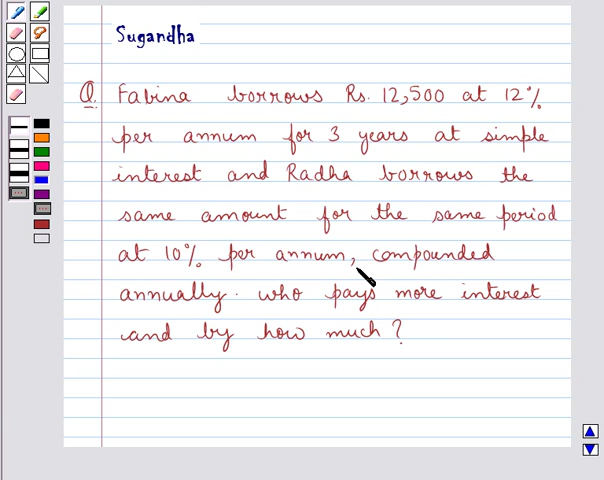 Sugandha
Q. Fabina borrows Rs. 12,500 at 12%
per annum for 3 years at simple
interest and Radha borrows the
same amount for the same period
at 10% per annum, compounded
annually. who pays more interest
and by how much?